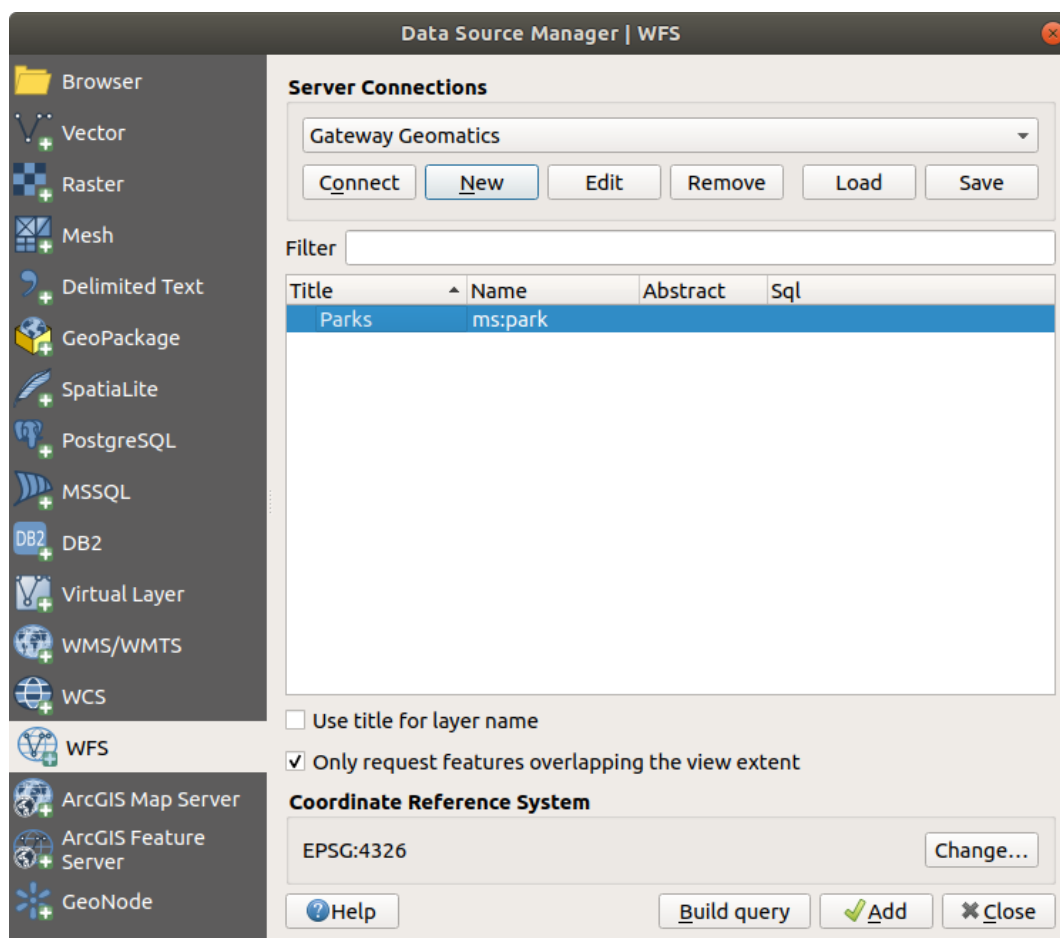 Data Source Manager | WFS
Browser
Vector
Raster
Mesh
Delimited Text
GeoPackage
SpatiaLite
PostgreSQL
MSSQL
DB2
DB2
Virtual Layer
WMS/WMTS
WCS
WFS
ArcGIS Map Server
ArcGIS Feature
Server
GeoNode
Server Connections
Gateway Geomatics
Connect New Edit Remove Load Save
Filter
Title Name Abstract Sql
Parks ms:park
Use title for layer name
Only request features overlapping the view extent
Coordinate Reference System
EPSG:4326 Change...
?Help Build query Add Close